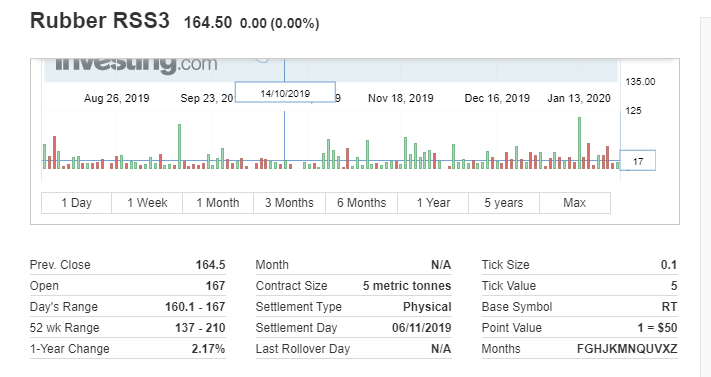 Rubber RSS3 164.50 0.00 (0.00%)
Investing.com
135.00
Aug 26, 2019 Sep 23, 20 14/10/2019 9 Nov 18, 2019 Dec 16, 2019 Jan 13, 2020
125
17
1 Day 1 Week 1 Month 3 Months 6 Months 1 Year 5 years Max
Prev. Close 164.5 Month N/A Tick Size 0.1
Open 167 Contract Size 5 metric tonnes Tick Value 5
Day's Range 160.1 - 167 Settlement Type Physical Base Symbol RT
52 wk Range 137 - 210 Settlement Day 06/11/2019 Point Value 1 = $50
1-Year Change 2.17% Last Rollover Day N/A Months FGHJKMNQUVXZ